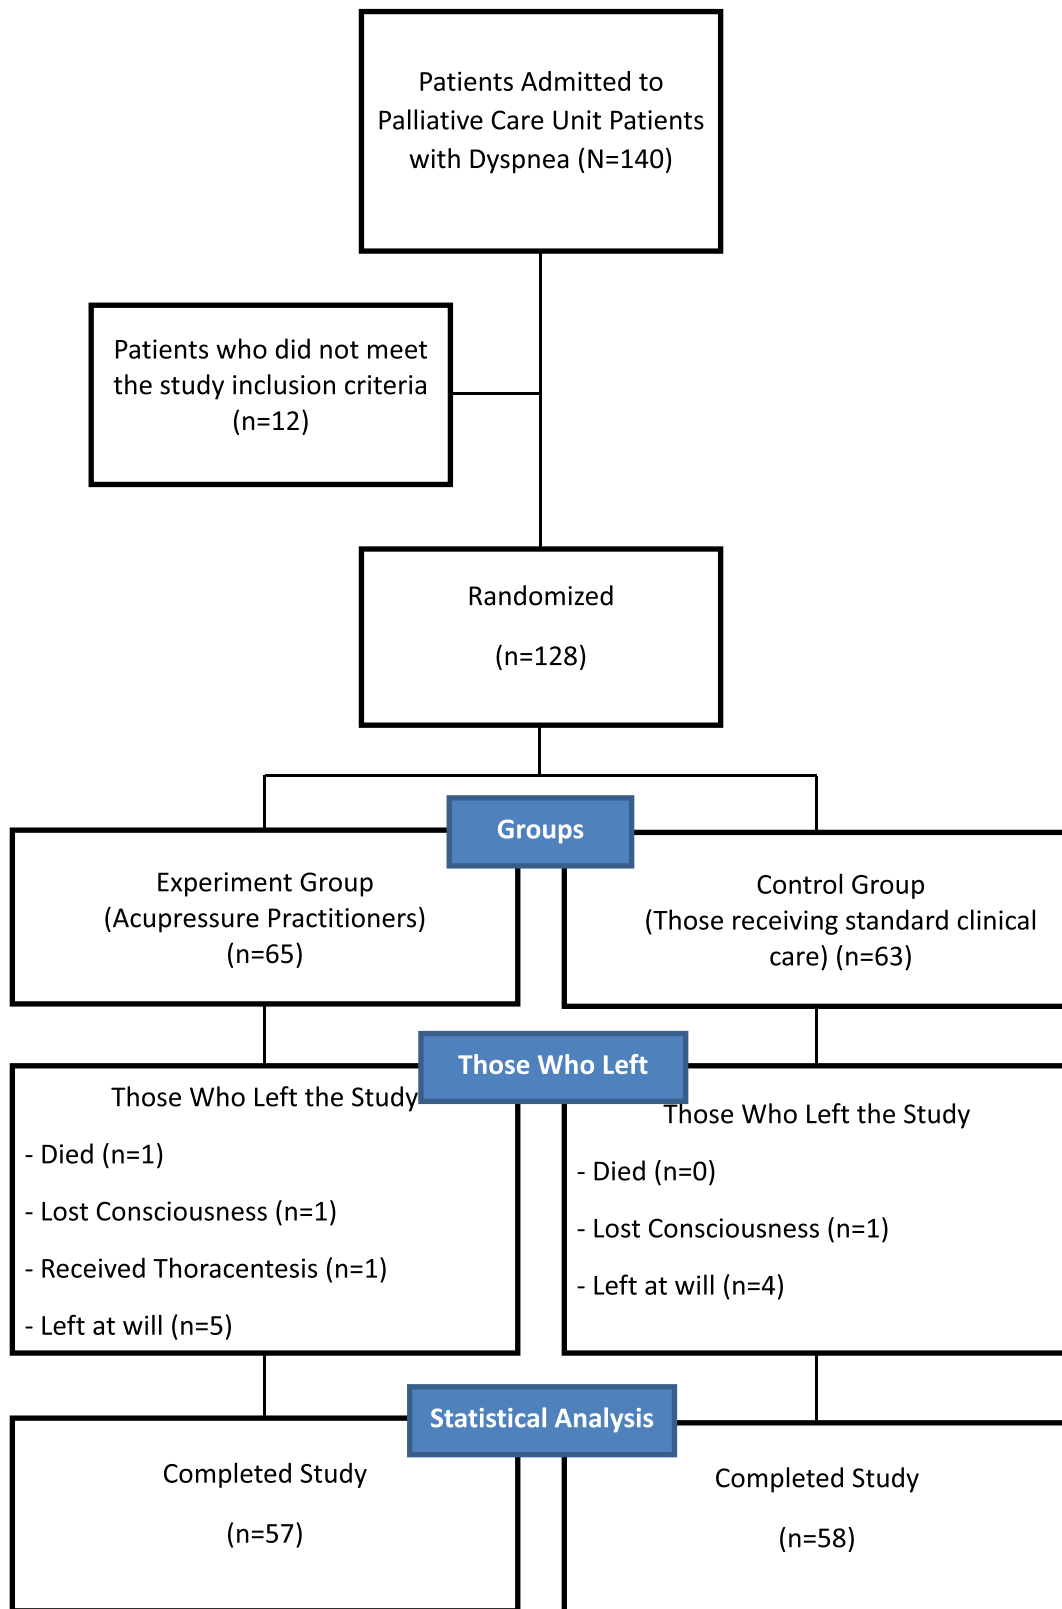 Patients Admitted to
Palliative Care Unit Patients
with Dyspnea (N=140)
Patients who did not meet
the study inclusion criteria
(n=12)
Randomized
(n=128)
Groups
Experiment Group
(Acupressure Practitioners)
(n=65)
Control Group
(Those receiving standard clinical
care) (n=63)
Those Who Left
Those Who Left the Study
- Died (n=1)
- Lost Consciousness (n=1)
- Received Thoracentesis (n=1)
- Left at will (n=5)
Those Who Left the Study
- Died (n=0)
- Lost Consciousness (n=1)
- Left at will (n=4)
Statistical Analysis
Completed Study
(n=57)
Completed Study
(n=58)